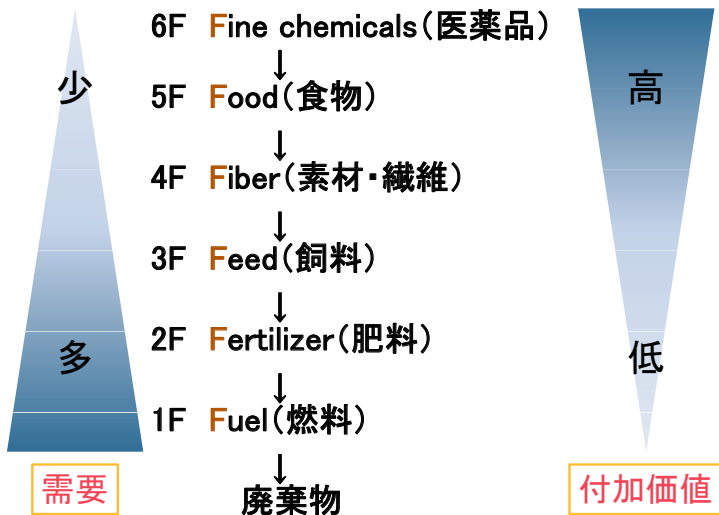 6F Fine chemicals(医薬品)
↓
少
高
5F Food(食物)
↓
4F Fiber(素材・繊維)
↓
3F Feed(飼料)
↓
2F Fertilizer(肥料)
多
低
↓
1F Fuel(燃料)
↓
需要
付加価値
廃棄物